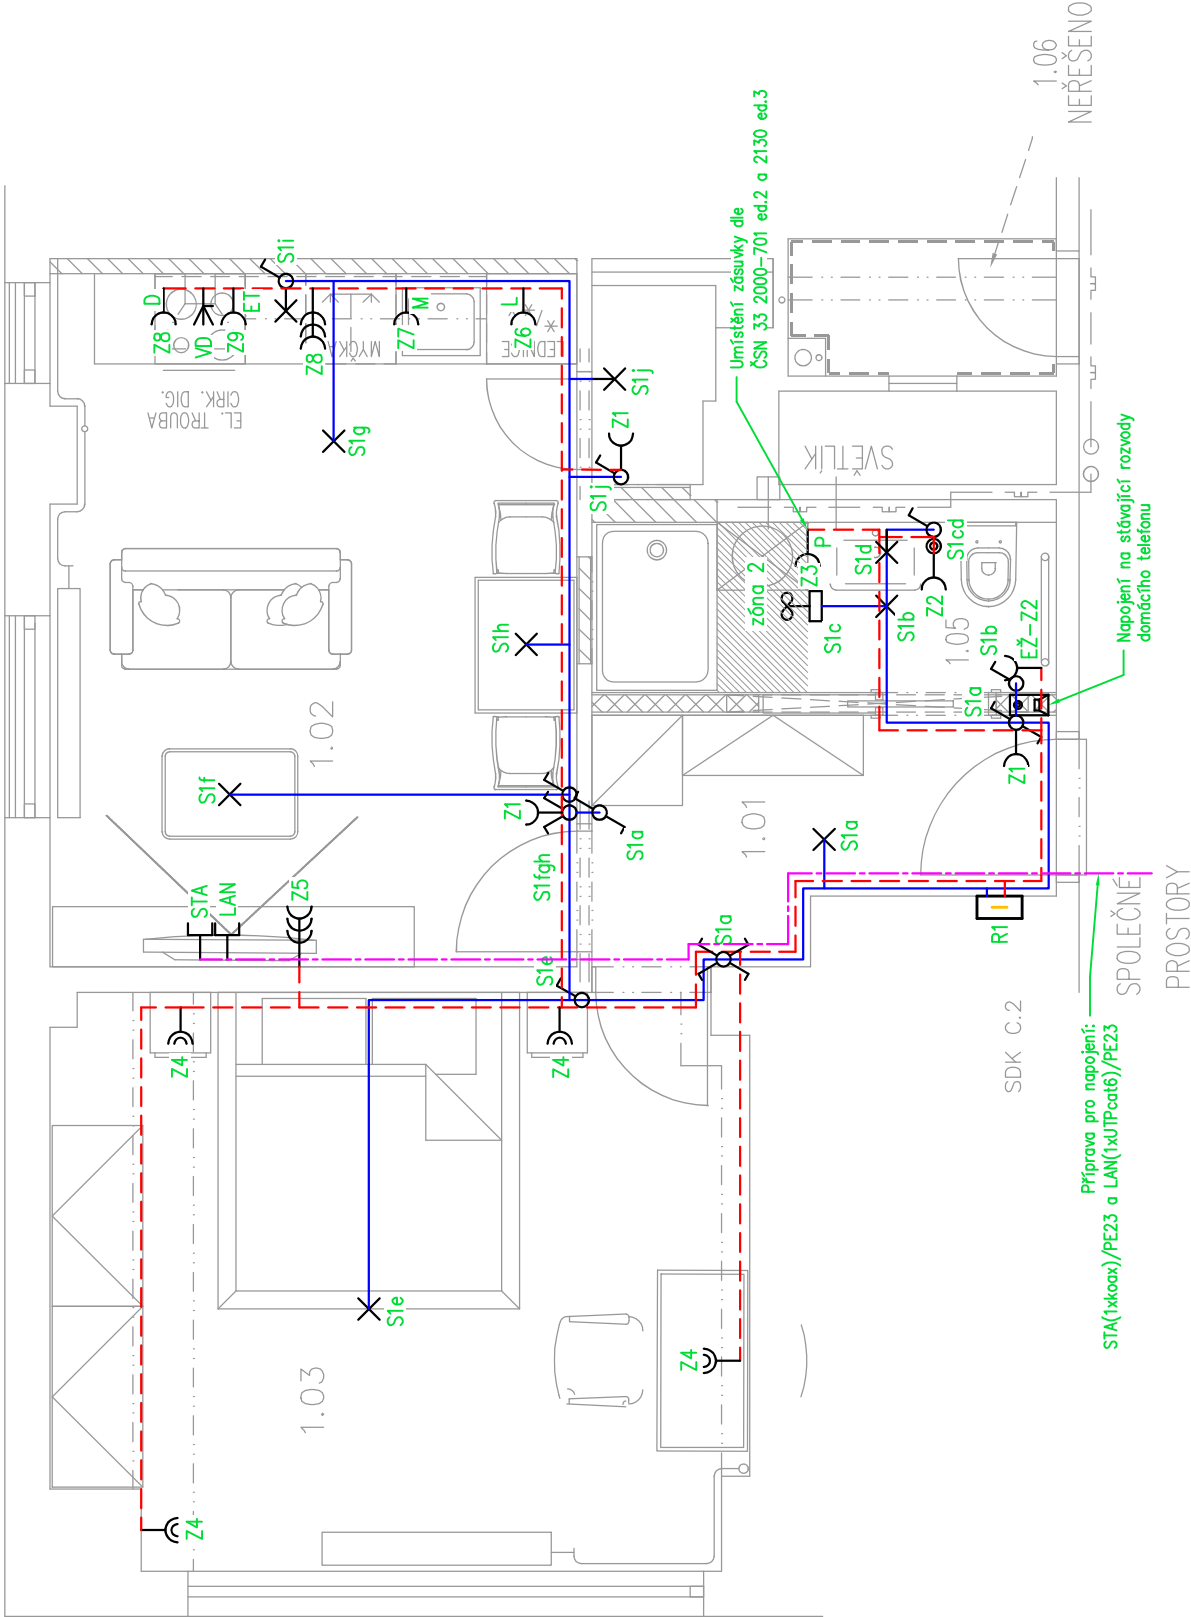 1.06
NEŘEŠENO
Umístění zásuvky dle
ČSN 33 2000-701 ed.2 a 2130 ed.3
D
Z8
VD
Z9
ET
S1i
Z8
MYČKA
Z7
M
L
Z6
LEDNICE
EL. TROUBA
CIRK. DIG.
S1g
S1j
Z1
S1j
SVĚTLÍK
Napojení na stávající rozvody
domácího telefonu
zóna 2
Z3
P
S1d
S1cd
Z2
S1c
S1b
1.05
S1b
EŽ-Z2
S1a
Z1
S1h
1.02
S1f
Z1
S1a
S1fgh
1.01
S1a
STA
LAN
Z5
S1e
S1a
R1
SPOLEČNÉ
PROSTORY
SDK C.2
Příprava pro napojení:
STA(1xkoax)/PE23 a LAN(1xUTPcat6)/PE23
Z4
Z4
S1e
1.03
Z4
Z4